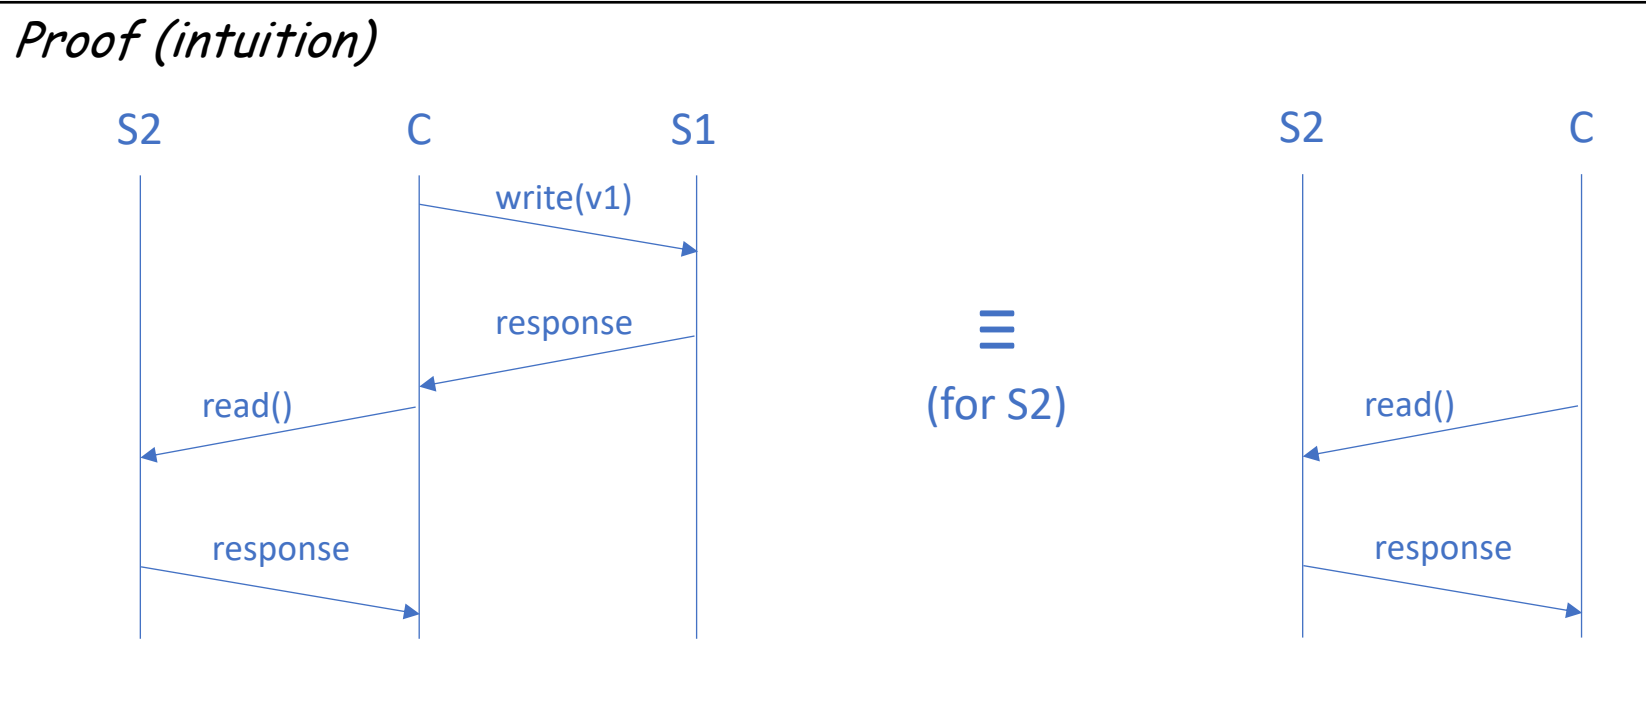 Proof (intuition)
S2 C S1 S2 C
write(v1)
response
≡
(for S2)
read() read()
response response